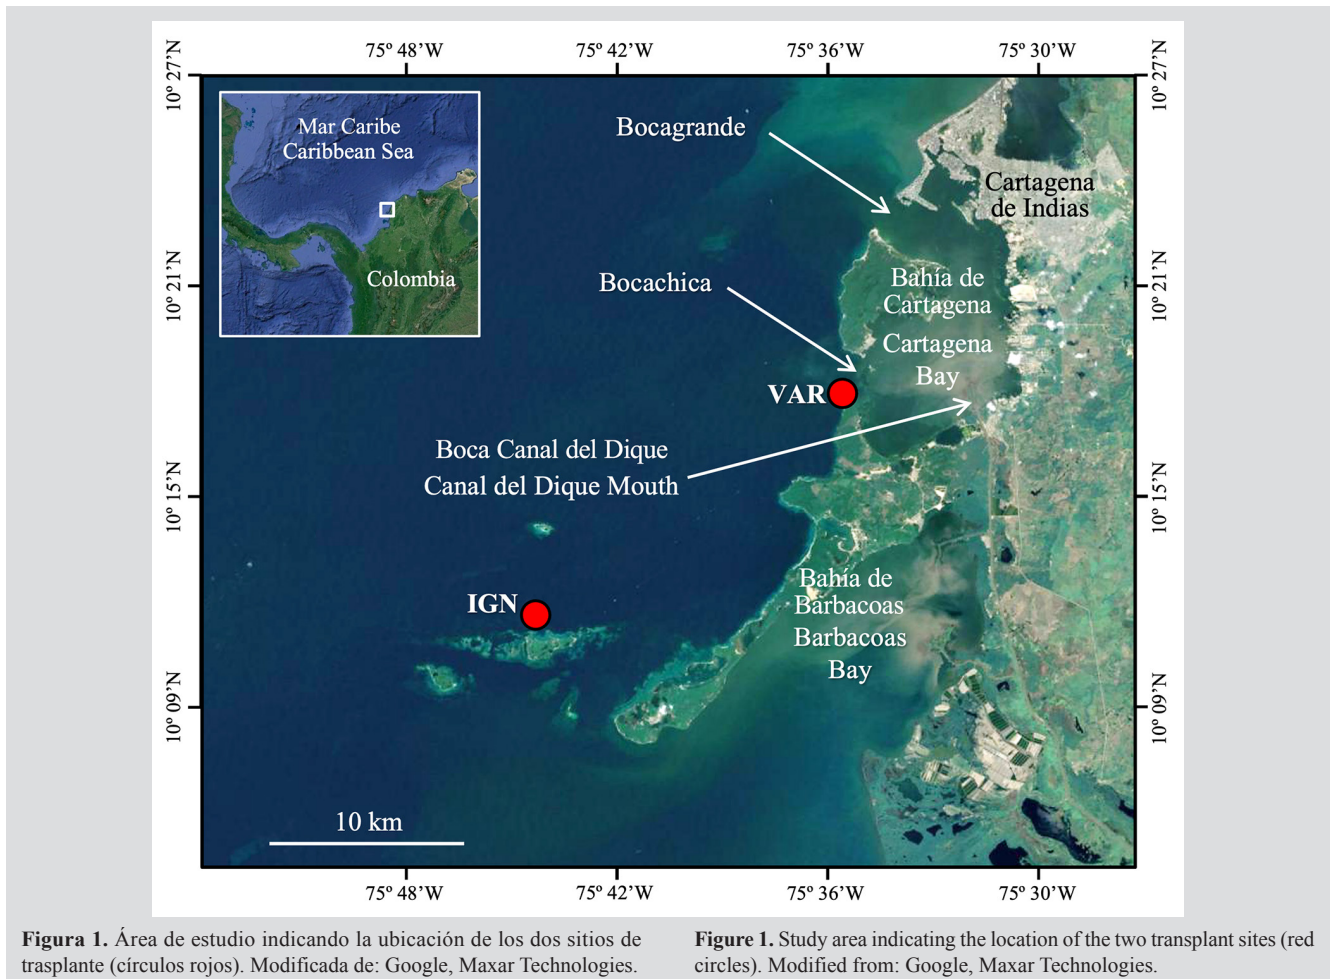 75º 48’W
75º 42’W
75º 36’W
75º 30’W
10º 27’N
10º 27’N
Mar Caribe
Caribbean Sea
Colombia
Bocagrande
Cartagena
de Indias
10º 21’N
10º 21’N
Bocachica
Bahía de
Cartagena
Cartagena
Bay
VAR
Boca Canal del Dique
Canal del Dique Mouth
10º 15’N
10º 15’N
IGN
Bahía de
Barbacoas
Barbacoas
Bay
10º 09’N
10º 09’N
10 km
75º 48’W
75º 42’W
75º 36’W
75º 30’W
Figura 1. Área de estudio indicando la ubicación de los dos sitios de
trasplante (círculos rojos). Modificada de: Google, Maxar Technologies.
Figure 1. Study area indicating the location of the two transplant sites (red
circles). Modified from: Google, Maxar Technologies.